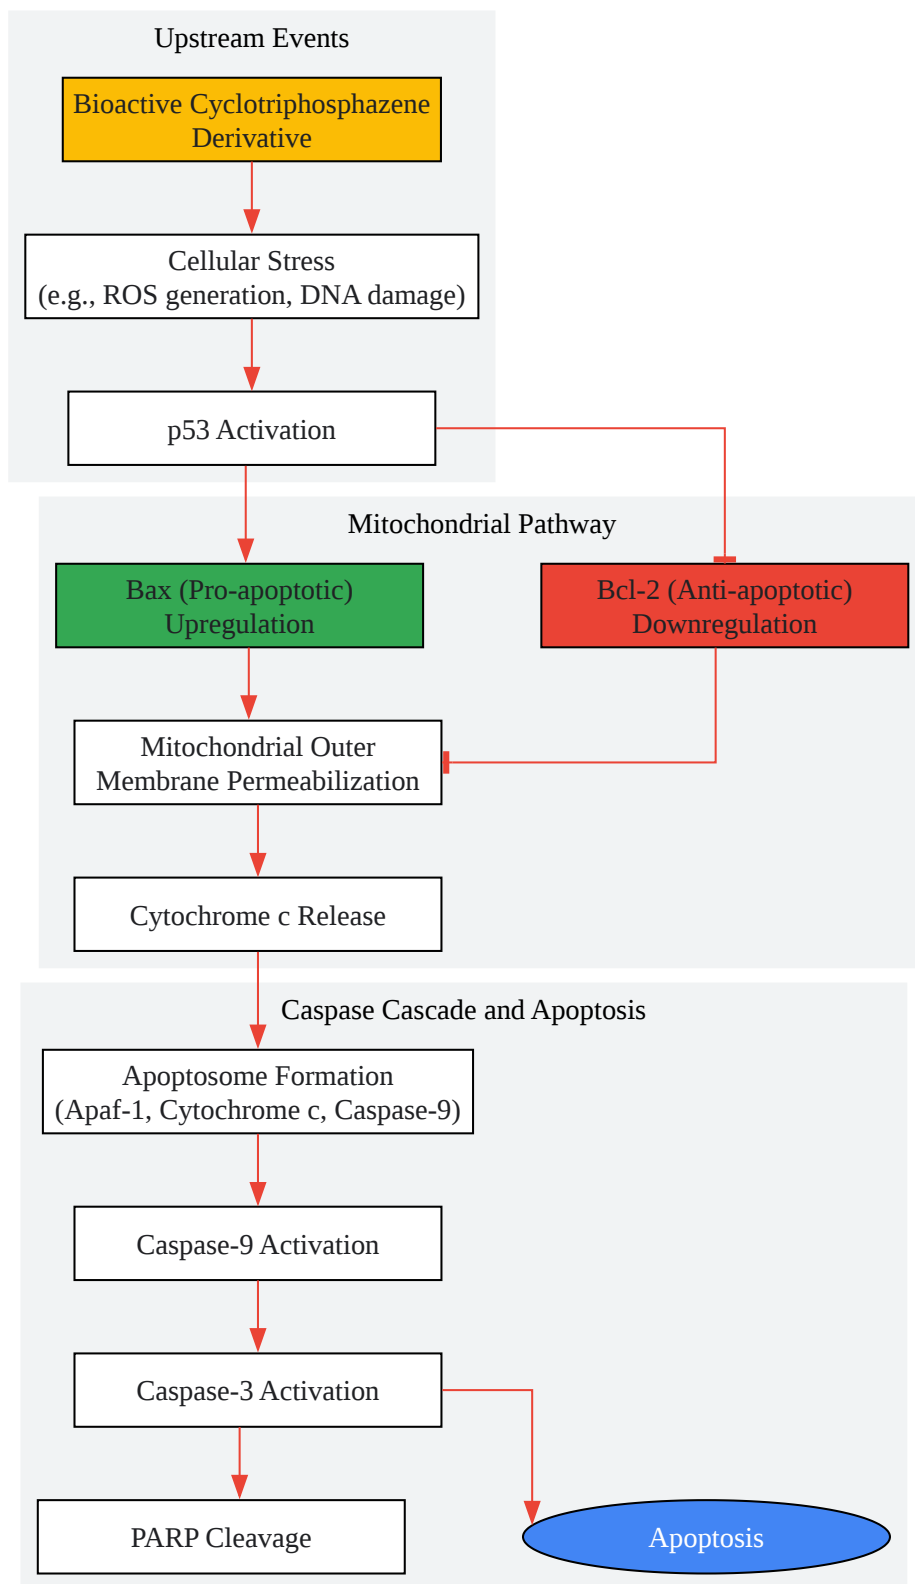 Upstream Events
Bioactive Cyclotriphosphazene
Derivative
Cellular Stress
(e.g., ROS generation, DNA damage)
p53 Activation
Mitochondrial Pathway
Bax (Pro-apoptotic)
Upregulation
Bcl-2 (Anti-apoptotic)
Downregulation
Mitochondrial Outer
Membrane Permeabilization
Cytochrome c Release
Caspase Cascade and Apoptosis
Apoptosome Formation
(Apaf-1, Cytochrome c, Caspase-9)
Caspase-9 Activation
Caspase-3 Activation
PARP Cleavage
Apoptosis